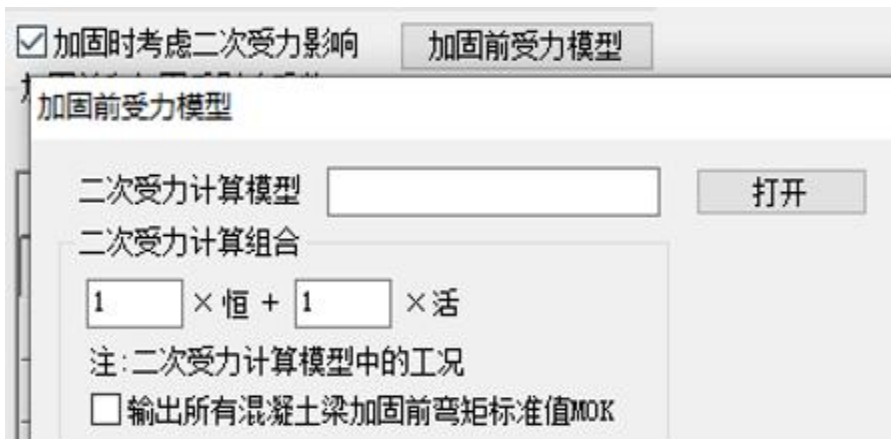 加固时考虑二次受力影响 加固前受力模型
加固前受力模型
二次受力计算模型 打开
二次受力计算组合
1 ×恒 + 1 ×活
注:二次受力计算模型中的工况
输出所有混凝土梁加固前弯矩标准值M0K